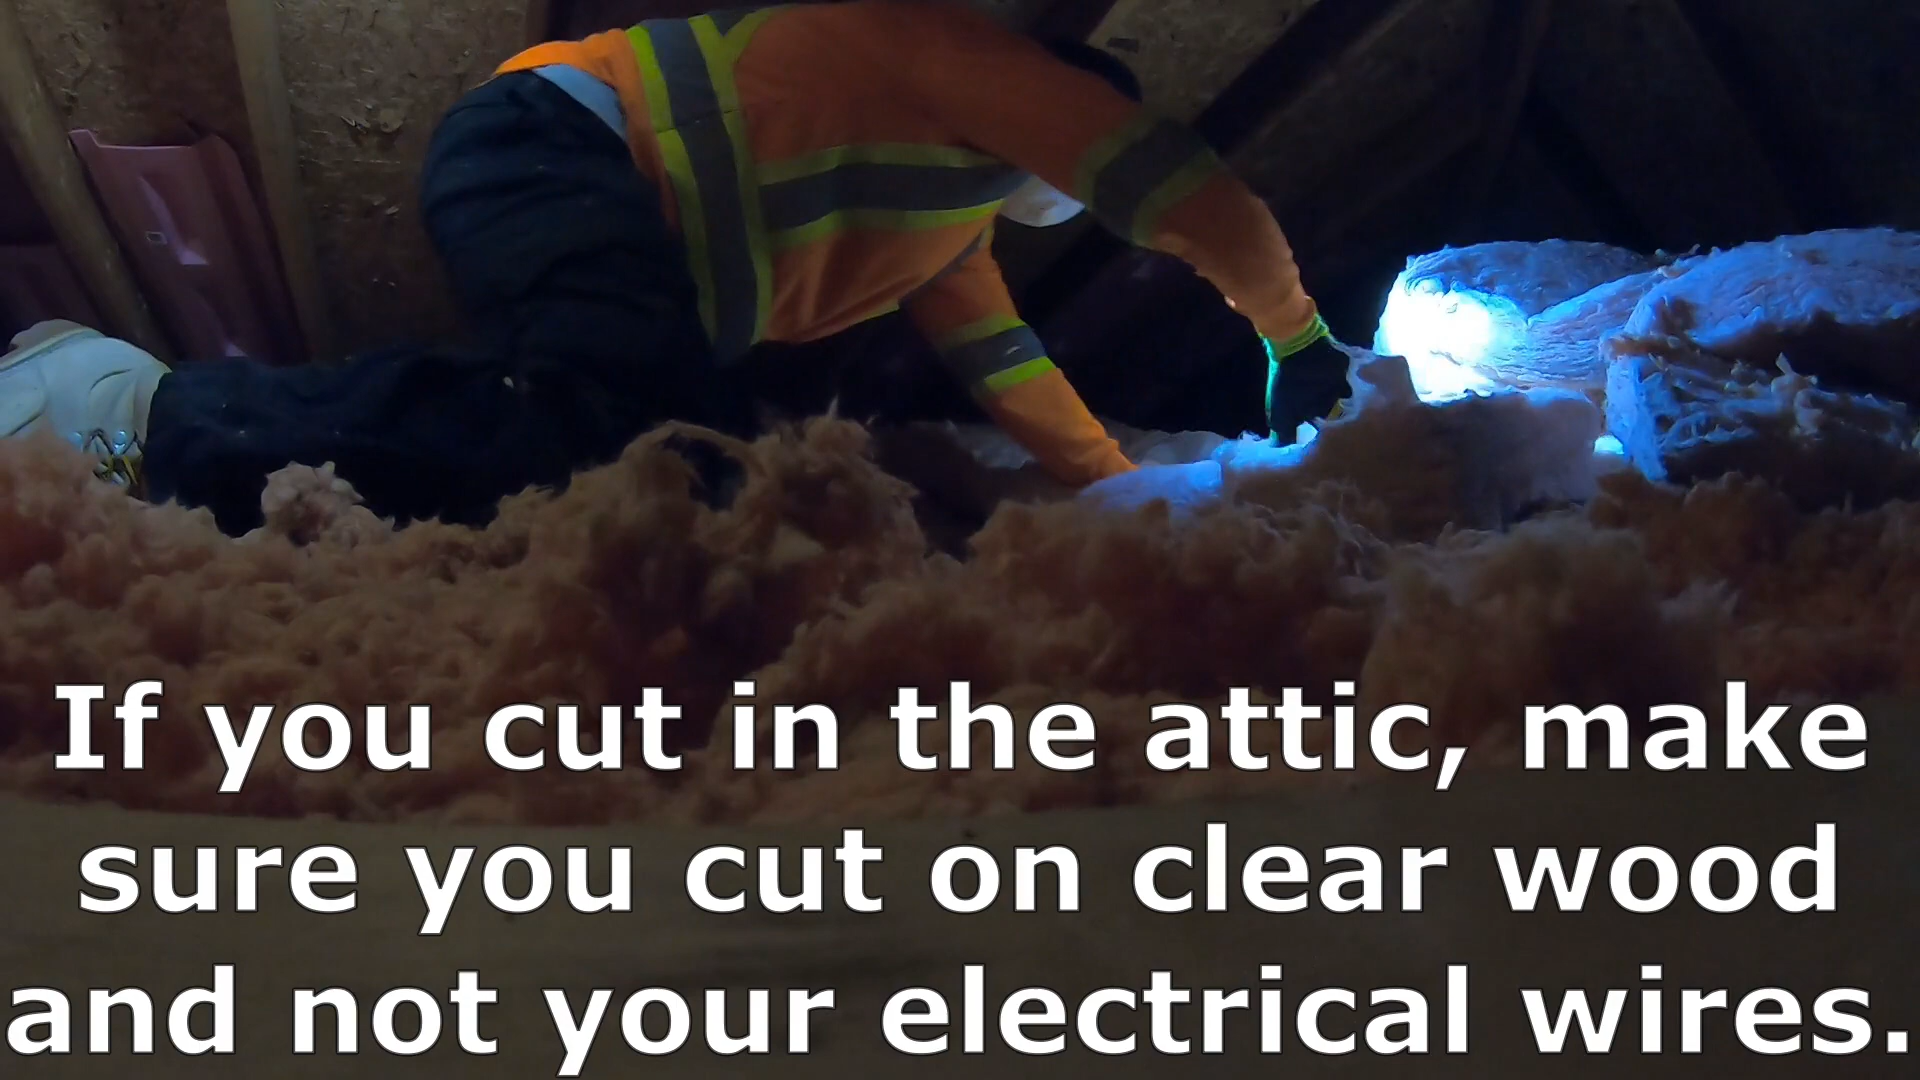 If you cut in the attic, make
sure you cut on clear wood
and not your electrical wires.